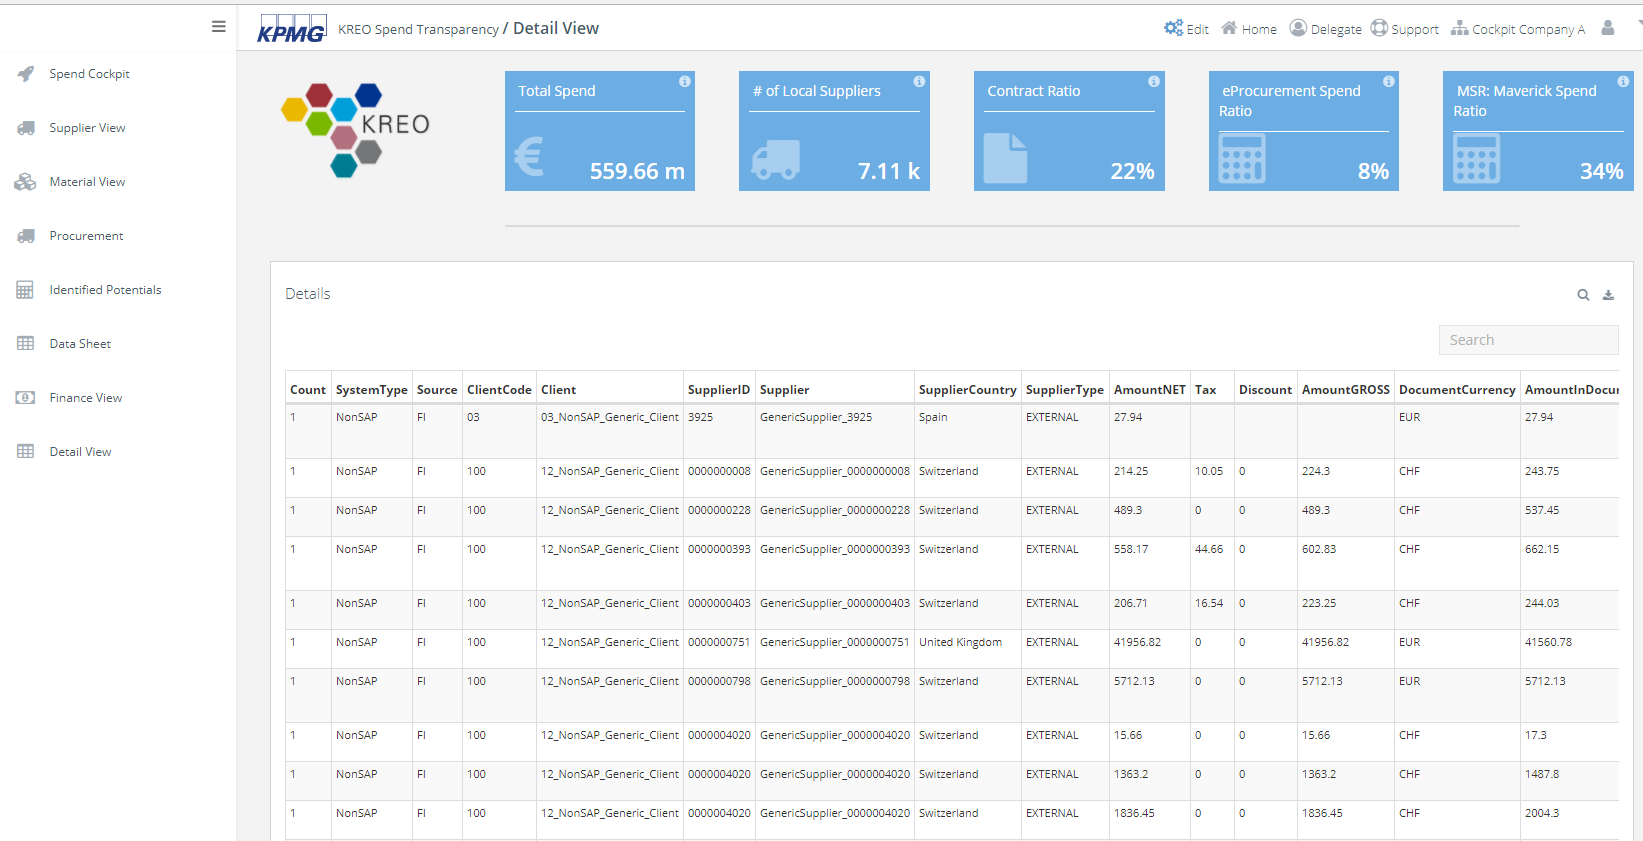 KPMG KREO Spend Transparency / Detail View
Edit Home Delegate Support Cockpit Company A
Spend Cockpit
Supplier View
Material View
Procurement
Identified Potentials
Data Sheet
Finance View
Detail View
KREO
Total Spend
€ 559.66 m
# of Local Suppliers
7.11 k
Contract Ratio
22%
eProcurement Spend
Ratio
8%
MSR: Maverick Spend
Ratio
34%
Details
Search
Count SystemType Source ClientCode Client SupplierID Supplier SupplierCountry SupplierType AmountNET Tax Discount AmountGROSS DocumentCurrency AmountInDocu
1 NonSAP FI 03 03_NonSAP_Generic_Client 3925 GenericSupplier_3925 Spain EXTERNAL 27.94 EUR 27.94
1 NonSAP FI 100 12_NonSAP_Generic_Client 0000000008 GenericSupplier_0000000008 Switzerland EXTERNAL 214.25 10.05 0 224.3 CHF 243.75
1 NonSAP FI 100 12_NonSAP_Generic_Client 0000000228 GenericSupplier_0000000228 Switzerland EXTERNAL 489.3 0 0 489.3 CHF 537.45
1 NonSAP FI 100 12_NonSAP_Generic_Client 0000000393 GenericSupplier_0000000393 Switzerland EXTERNAL 558.17 44.66 0 602.83 CHF 662.15
1 NonSAP FI 100 12_NonSAP_Generic_Client 0000000403 GenericSupplier_0000000403 Switzerland EXTERNAL 206.71 16.54 0 223.25 CHF 244.03
1 NonSAP FI 100 12_NonSAP_Generic_Client 0000000751 GenericSupplier_0000000751 United Kingdom EXTERNAL 41956.82 0 0 41956.82 EUR 41560.78
1 NonSAP FI 100 12_NonSAP_Generic_Client 0000000798 GenericSupplier_0000000798 Switzerland EXTERNAL 5712.13 0 0 5712.13 EUR 5712.13
1 NonSAP FI 100 12_NonSAP_Generic_Client 0000004020 GenericSupplier_0000004020 Switzerland EXTERNAL 15.66 0 0 15.66 CHF 17.3
1 NonSAP FI 100 12_NonSAP_Generic_Client 0000004020 GenericSupplier_0000004020 Switzerland EXTERNAL 1363.2 0 0 1363.2 CHF 1487.8
1 NonSAP FI 100 12_NonSAP_Generic_Client 0000004020 GenericSupplier_0000004020 Switzerland EXTERNAL 1836.45 0 0 1836.45 CHF 2004.3